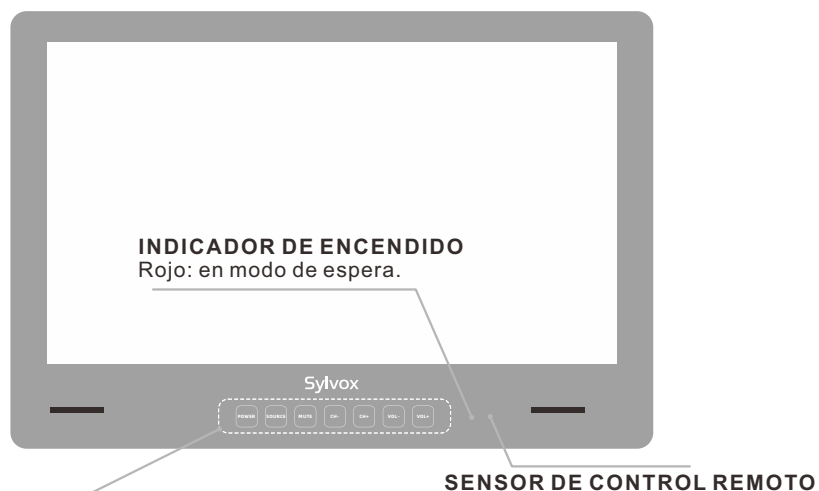 INDICADOR DE ENCENDIDO
Rojo: en modo de espera.
Sylvox
POWER SOURCE MUTE CH- CH+ VOL- VOL+
SENSOR DE CONTROL REMOTO